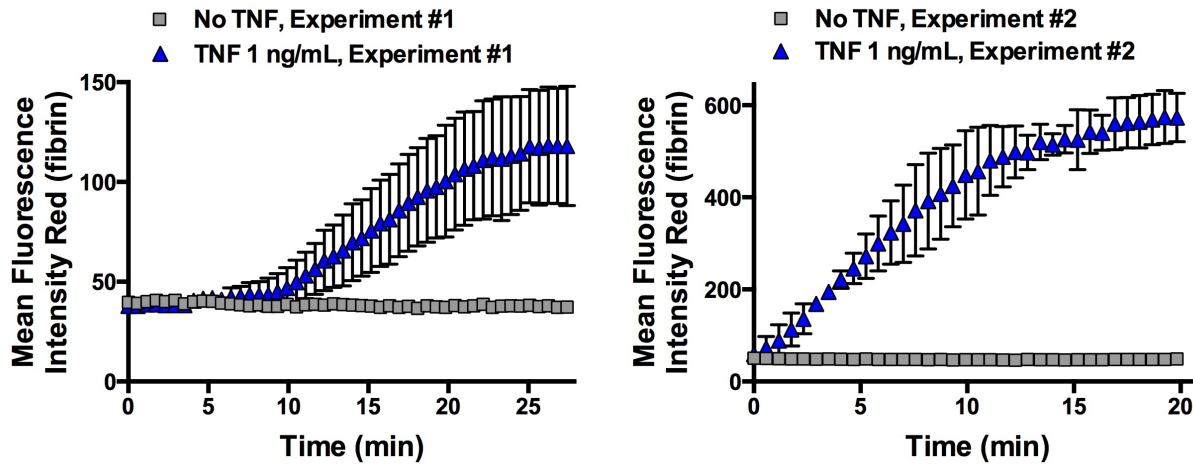 No TNF, Experiment #1
TNF 1 ng/mL, Experiment #1
Mean Fluorescence
Intensity Red (fibrin)
150
100
50
0
0 5 10 15 20 25
Time (min)
No TNF, Experiment #2
TNF 1 ng/mL, Experiment #2
Mean Fluorescence
Intensity Red (fibrin)
600
400
200
0
0 5 10 15 20
Time (min)